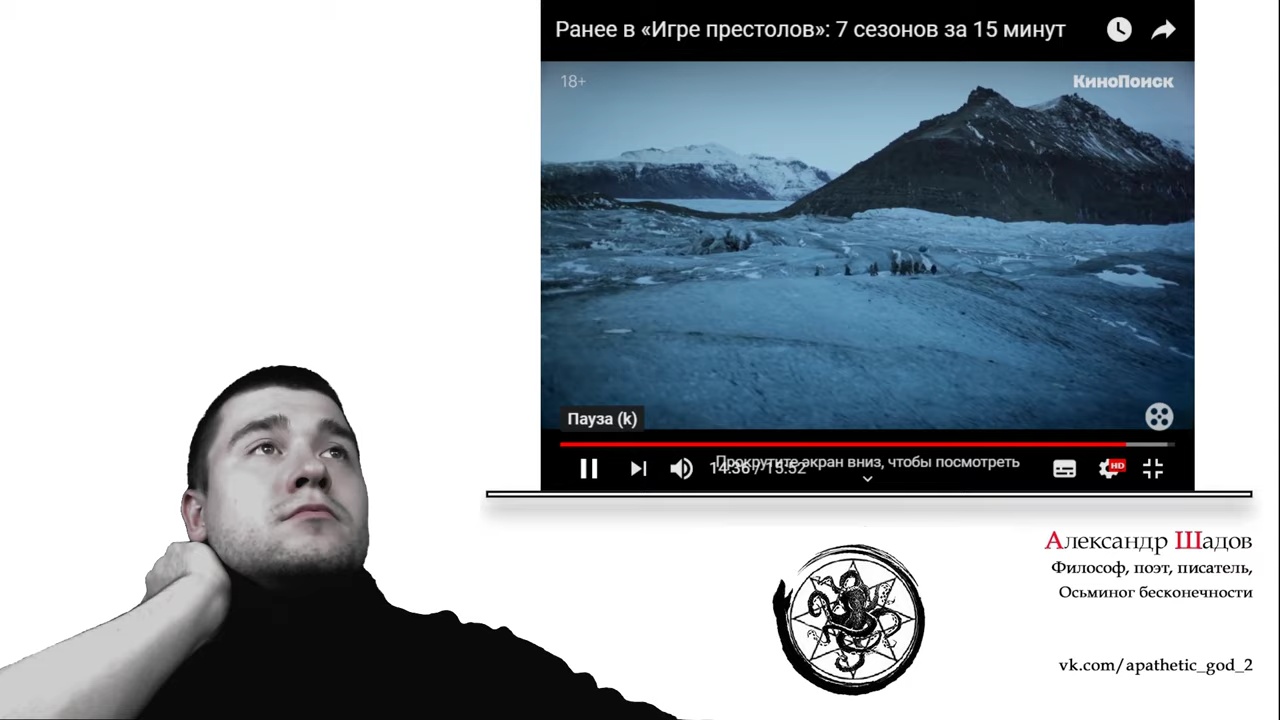 Ранее в «Игре престолов»: 7 сезонов за 15 минут
18+
КиноПоиск
Пауза (k)
14:36 / 15:52
Прокрутите экран вниз, чтобы посмотреть
HD
Александр Шадов
Философ, поэт, писатель,
Осьминог бесконечности
vk.com/apathetic_god_2